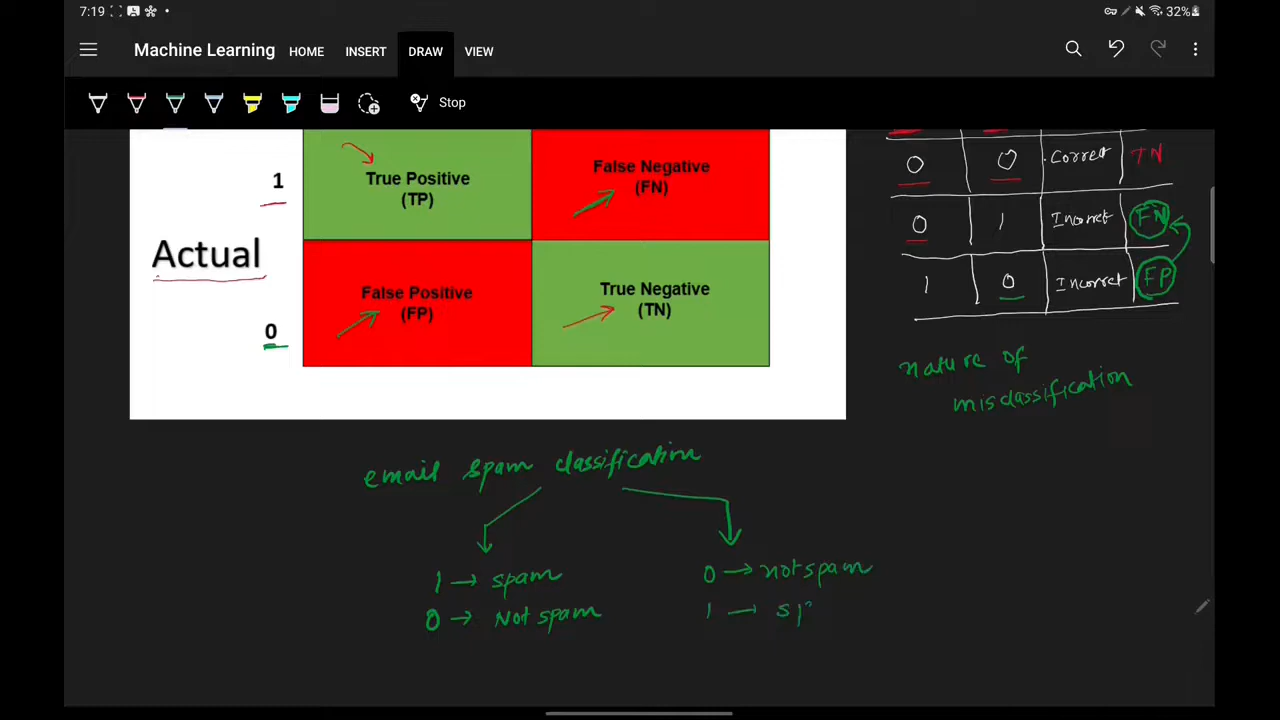 7:19
32%
Machine Learning HOME INSERT DRAW VIEW
Stop
1
True Positive
(TP)
False Negative
(FN)
Actual
0
False Positive
(FP)
True Negative
(TN)
0 0 Correct TN
0 1 Incorrect FN
1 0 Incorrect FP
nature of
misclassification
email spam classification
1 → spam
0 → Not spam
0 → not spam
1 → sp